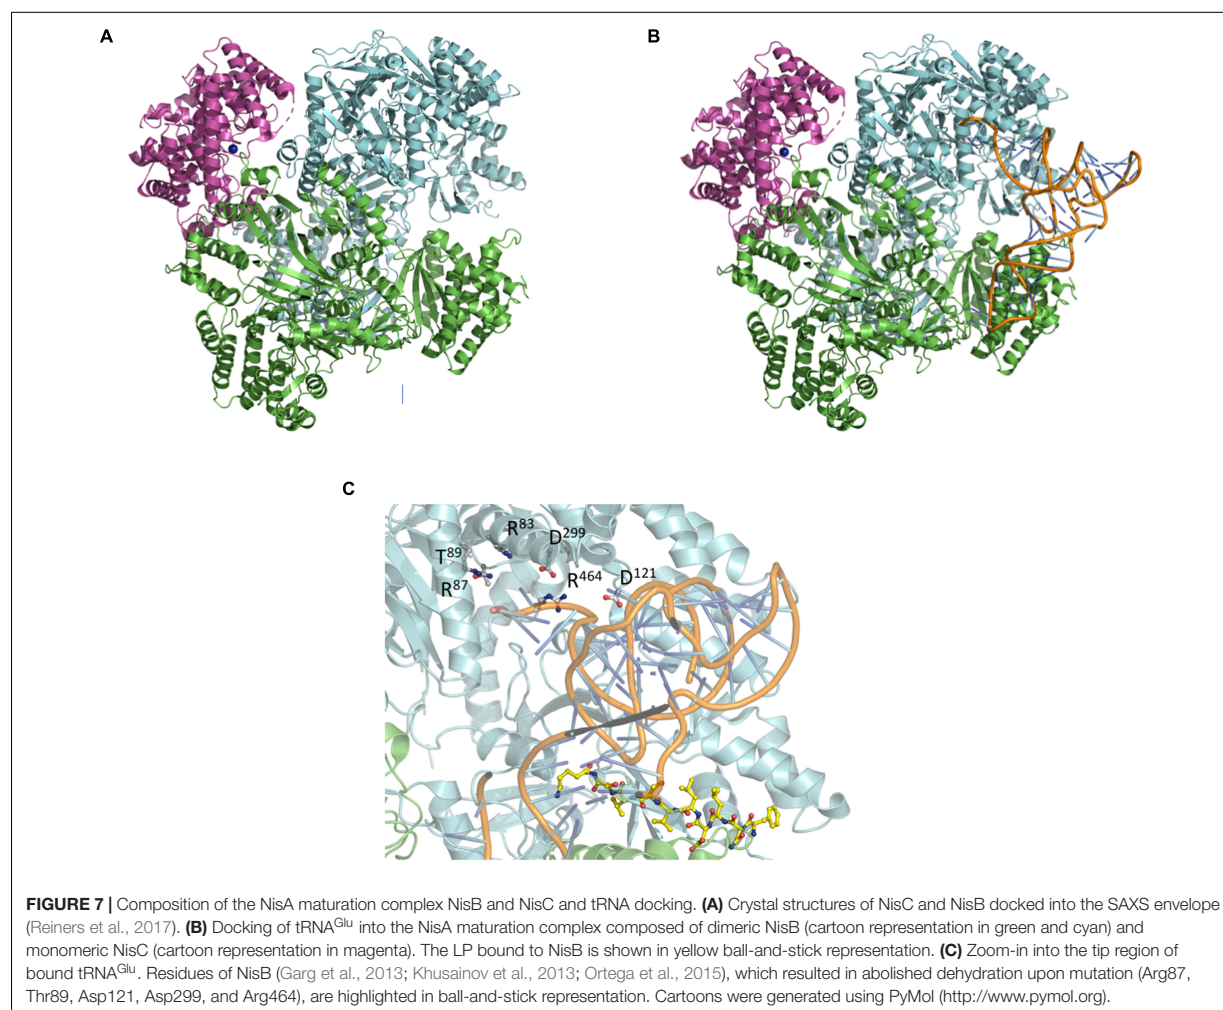 A
B
C
R83
D299
T89
R87
R464
D121
FIGURE 7 | Composition of the NisA maturation complex NisB and NisC and tRNA docking. (A) Crystal structures of NisC and NisB docked into the SAXS envelope
(Reiners et al., 2017). (B) Docking of tRNAGlu into the NisA maturation complex composed of dimeric NisB (cartoon representation in green and cyan) and
monomeric NisC (cartoon representation in magenta). The LP bound to NisB is shown in yellow ball-and-stick representation. (C) Zoom-in into the tip region of
bound tRNAGlu. Residues of NisB (Garg et al., 2013; Khusainov et al., 2013; Ortega et al., 2015), which resulted in abolished dehydration upon mutation (Arg87,
Thr89, Asp121, Asp299, and Arg464), are highlighted in ball-and-stick representation. Cartoons were generated using PyMol (http://www.pymol.org).